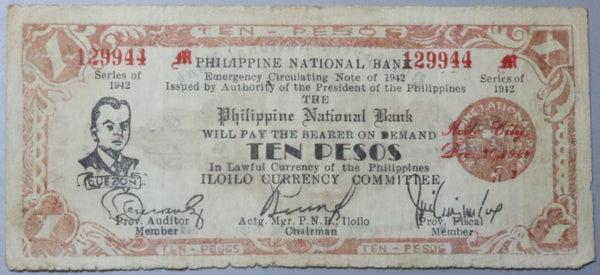 TEN - PESOS
129944 M PHILIPPINE NATIONAL BANK 129944 M
Series of 1942 Emergency Circulating Note of 1942 Series of 1942
Issued by Authority of the President of the Philippines
THE
Philippine National Bank
WILL PAY THE BEARER ON DEMAND
TEN PESOS
In Lawful Currency of the Philippines
ILOILO CURRENCY COMMITTEE
QUEZON
Iloilo City,
Prov. Auditor Actg. Mgr. P.N.B., Iloilo Prov. Fiscal
Member Chairman Member
TEN - PESOS TEN - PESOS